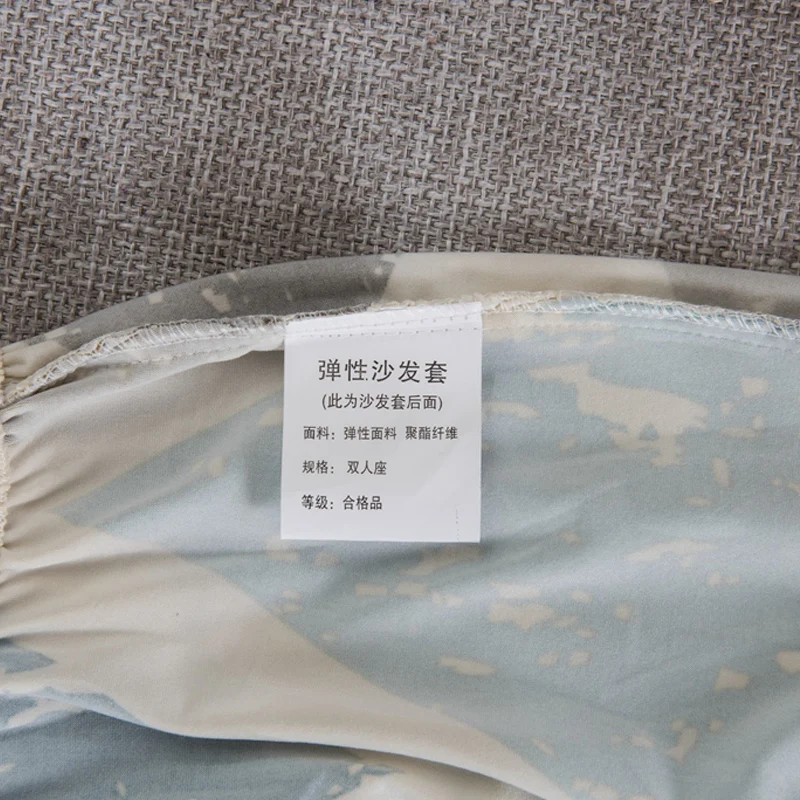 弹性沙发套
(此为沙发套后面)
面料：弹性面料 聚酯纤维
规格： 双人座
等级：合格品